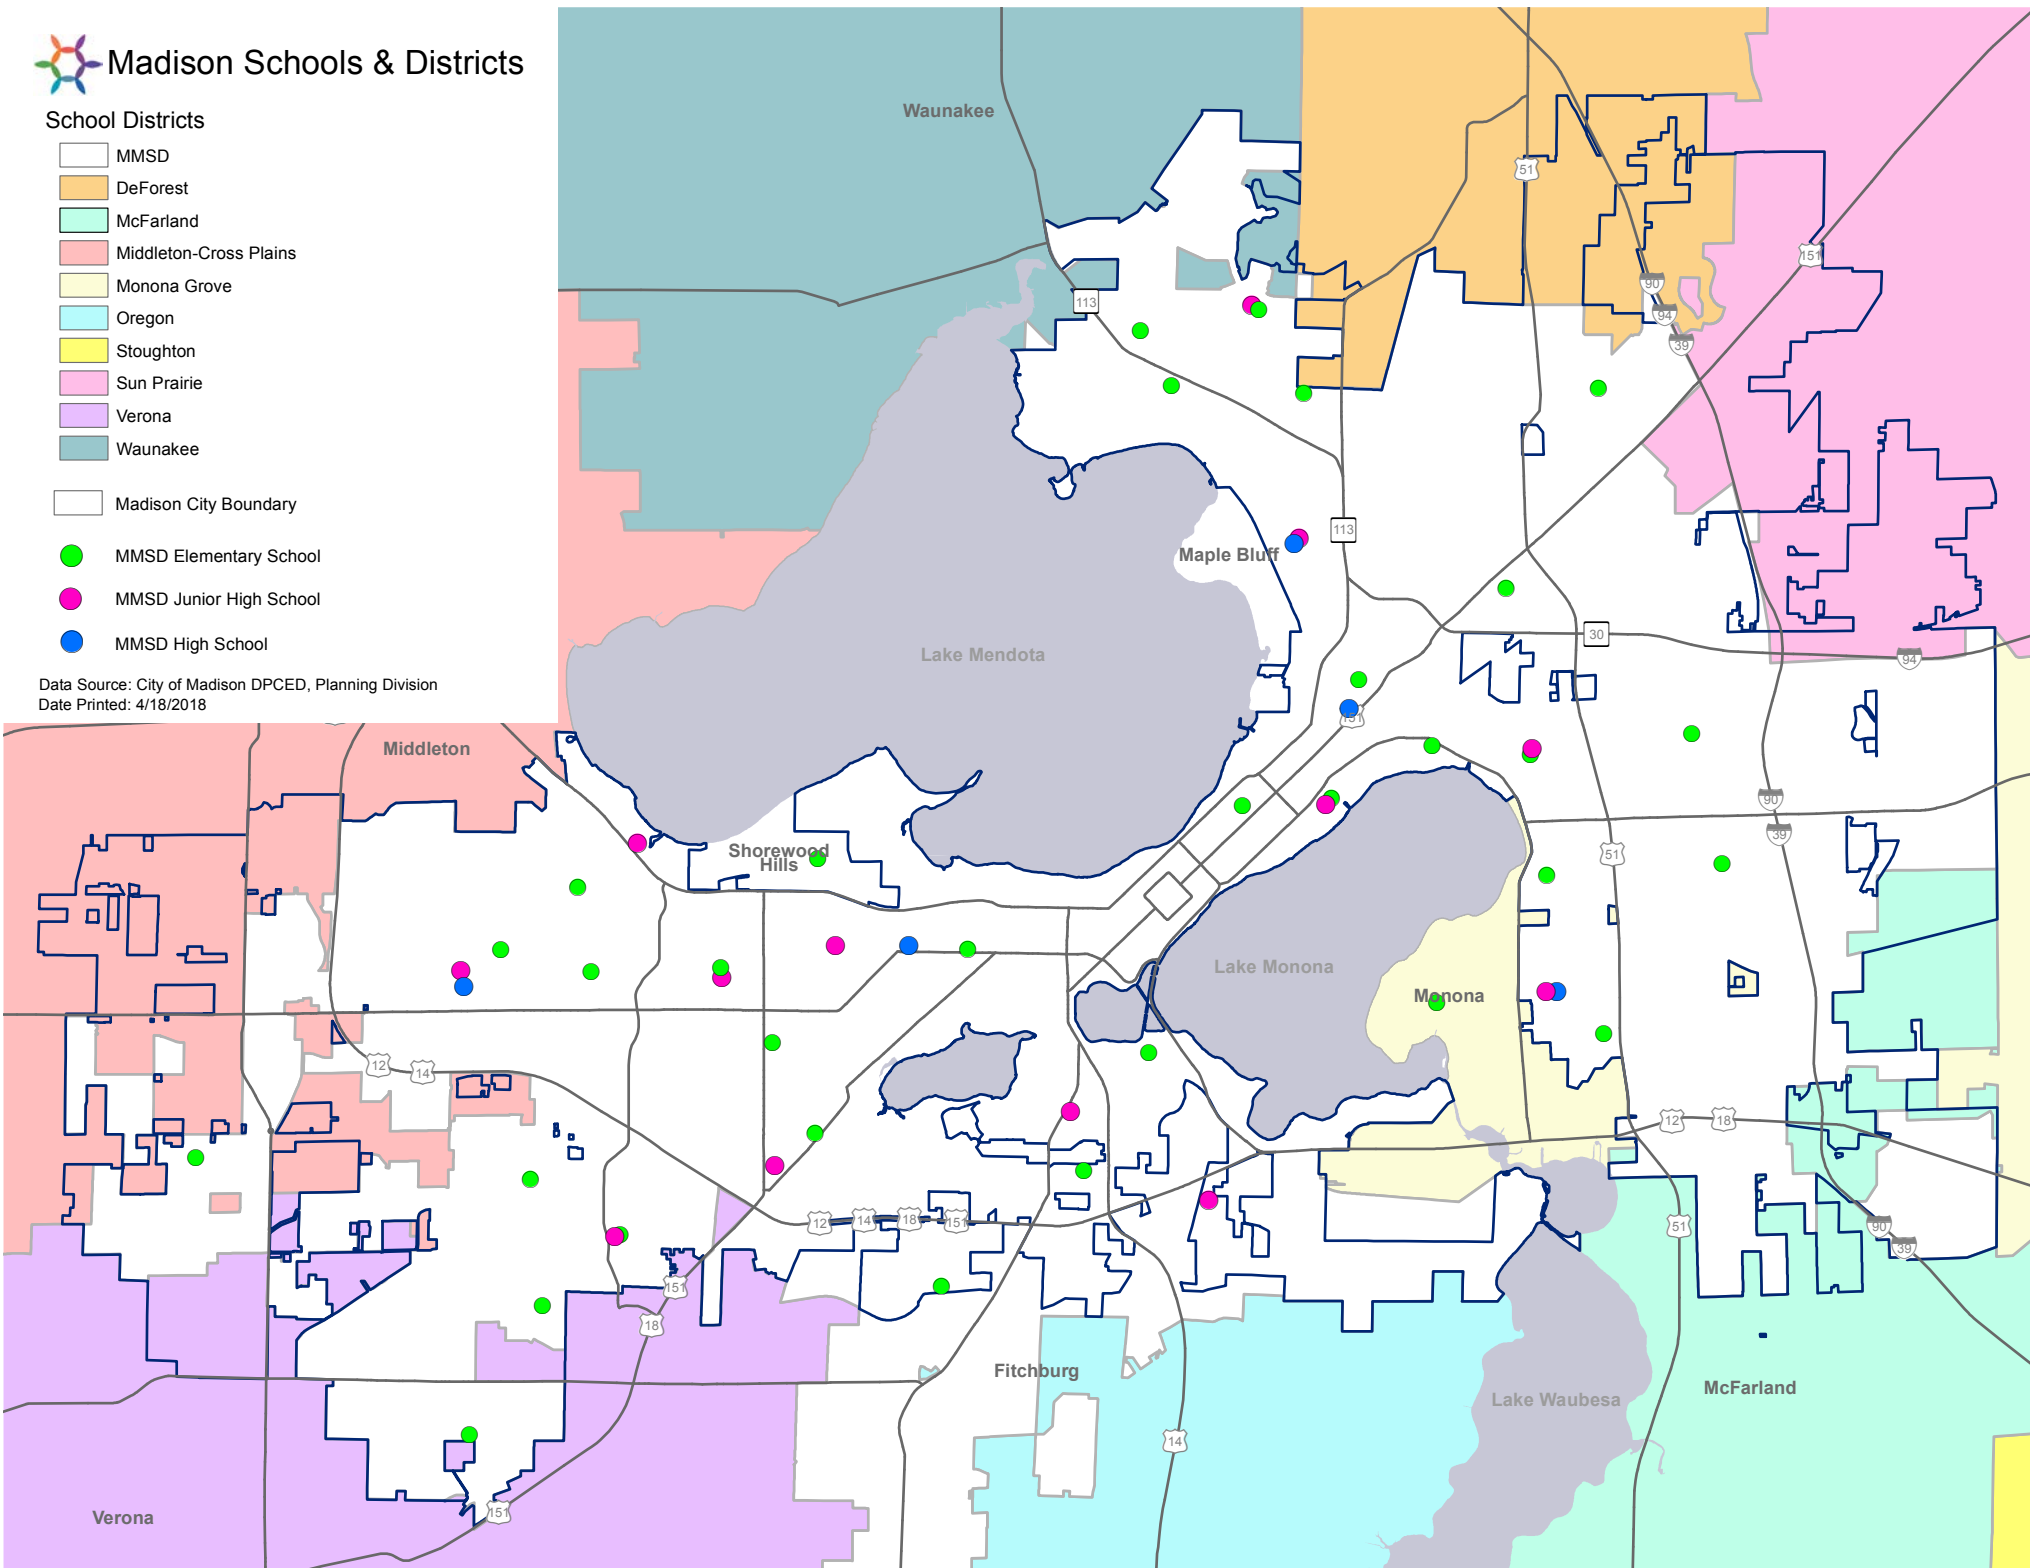 Madison Schools & Districts
School Districts
MMSD
DeForest
McFarland
Middleton-Cross Plains
Monona Grove
Oregon
Stoughton
Sun Prairie
Verona
Waunakee
Madison City Boundary
MMSD Elementary School
MMSD Junior High School
MMSD High School
Data Source: City of Madison DPCED, Planning Division
Date Printed: 4/18/2018
Waunakee
51
151
90
113
94
39
113
Maple Bluff
30
Lake Mendota
94
151
Middleton
90
39
51
Shorewood
Hills
Lake Monona
Monona
12
14
12
18
12
14
18
151
51
90
39
151
18
Fitchburg
McFarland
Lake Waubesa
14
151
Verona